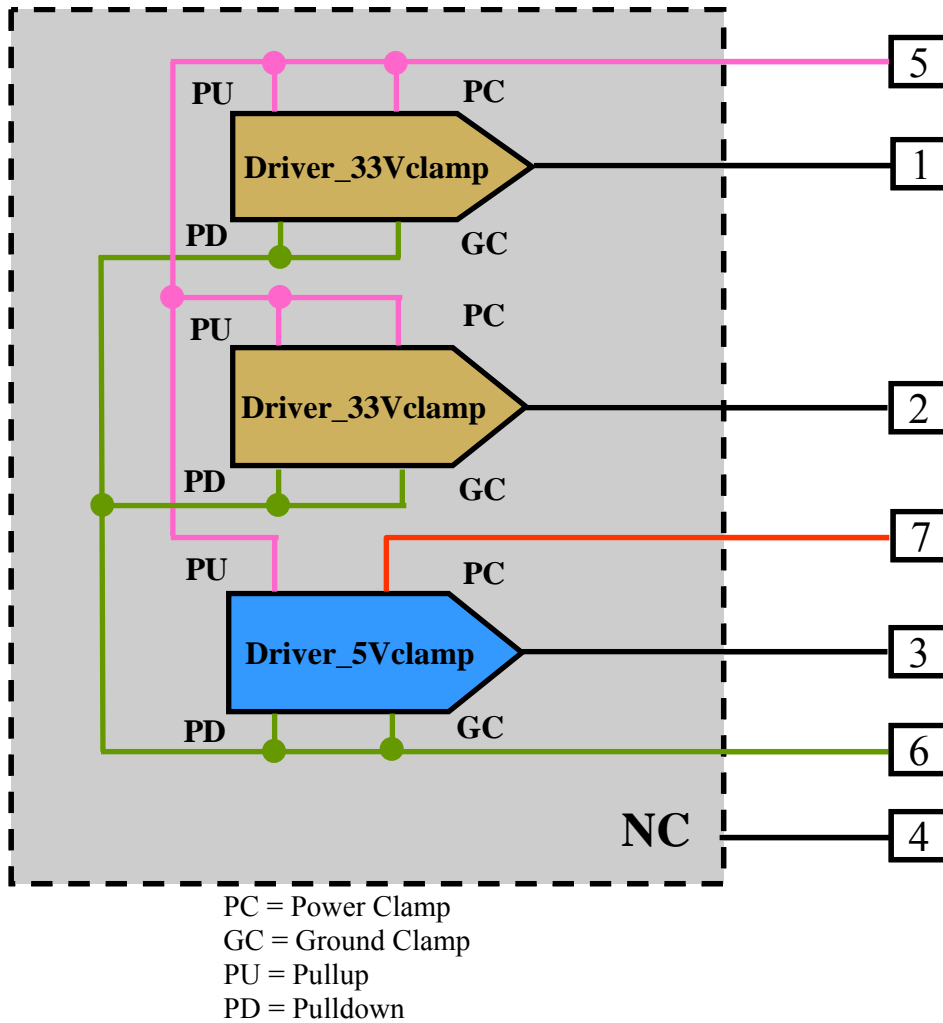 5
PU
PC
Driver_33Vclamp
1
PD
GC
PU
PC
Driver_33Vclamp
2
PD
GC
7
PU
PC
Driver_5Vclamp
3
PD
GC
6
NC
4
PC = Power Clamp
GC = Ground Clamp
PU = Pullup
PD = Pulldown